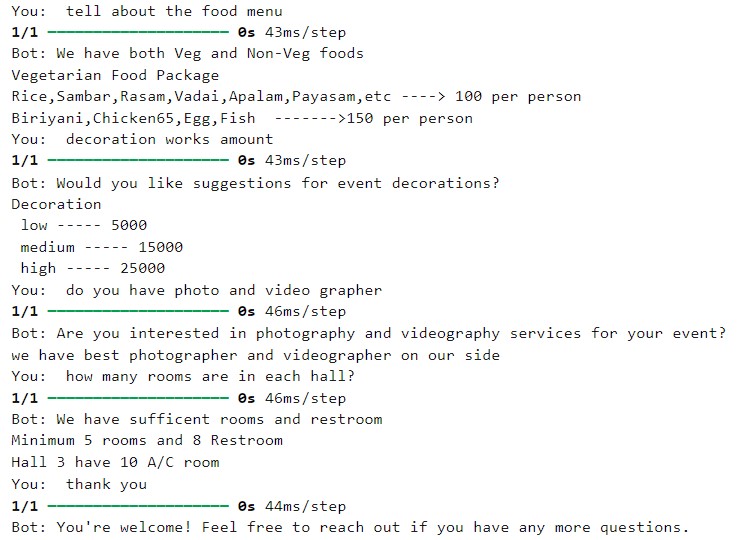 You:  tell about the food menu
1/1 ━━━━━━━━━━━━━━━━━━━━ 0s 43ms/step
Bot: We have both Veg and Non-Veg foods
Vegetarian Food Package
Rice,Sambar,Rasam,Vadai,Apalam,Payasam,etc ----> 100 per person
Biriyani,Chicken65,Egg,Fish  ------->150 per person
You:  decoration works amount
1/1 ━━━━━━━━━━━━━━━━━━━━ 0s 43ms/step
Bot: Would you like suggestions for event decorations?
Decoration
 low ----- 5000
 medium ----- 15000
 high ----- 25000
You:  do you have photo and video grapher
1/1 ━━━━━━━━━━━━━━━━━━━━ 0s 46ms/step
Bot: Are you interested in photography and videography services for your event?
we have best photographer and videographer on our side
You:  how many rooms are in each hall?
1/1 ━━━━━━━━━━━━━━━━━━━━ 0s 46ms/step
Bot: We have sufficent rooms and restroom
Minimum 5 rooms and 8 Restroom
Hall 3 have 10 A/C room
You:  thank you
1/1 ━━━━━━━━━━━━━━━━━━━━ 0s 44ms/step
Bot: You're welcome! Feel free to reach out if you have any more questions.